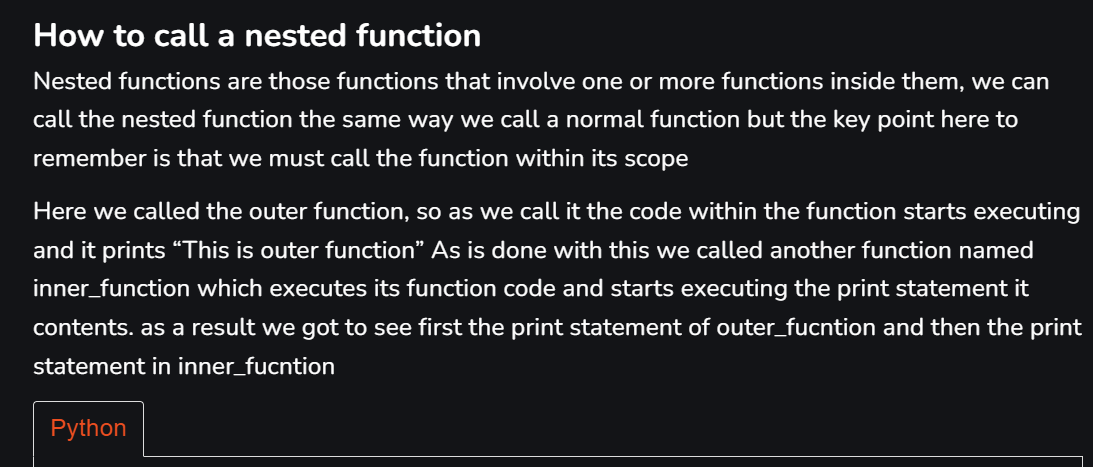 How to call a nested function
Nested functions are those functions that involve one or more functions inside them, we can
call the nested function the same way we call a normal function but the key point here to
remember is that we must call the function within its scope
Here we called the outer function, so as we call it the code within the function starts executing
and it prints “This is outer function” As is done with this we called another function named
inner_function which executes its function code and starts executing the print statement it
contents. as a result we got to see first the print statement of outer_fucntion and then the print
statement in inner_fucntion
Python